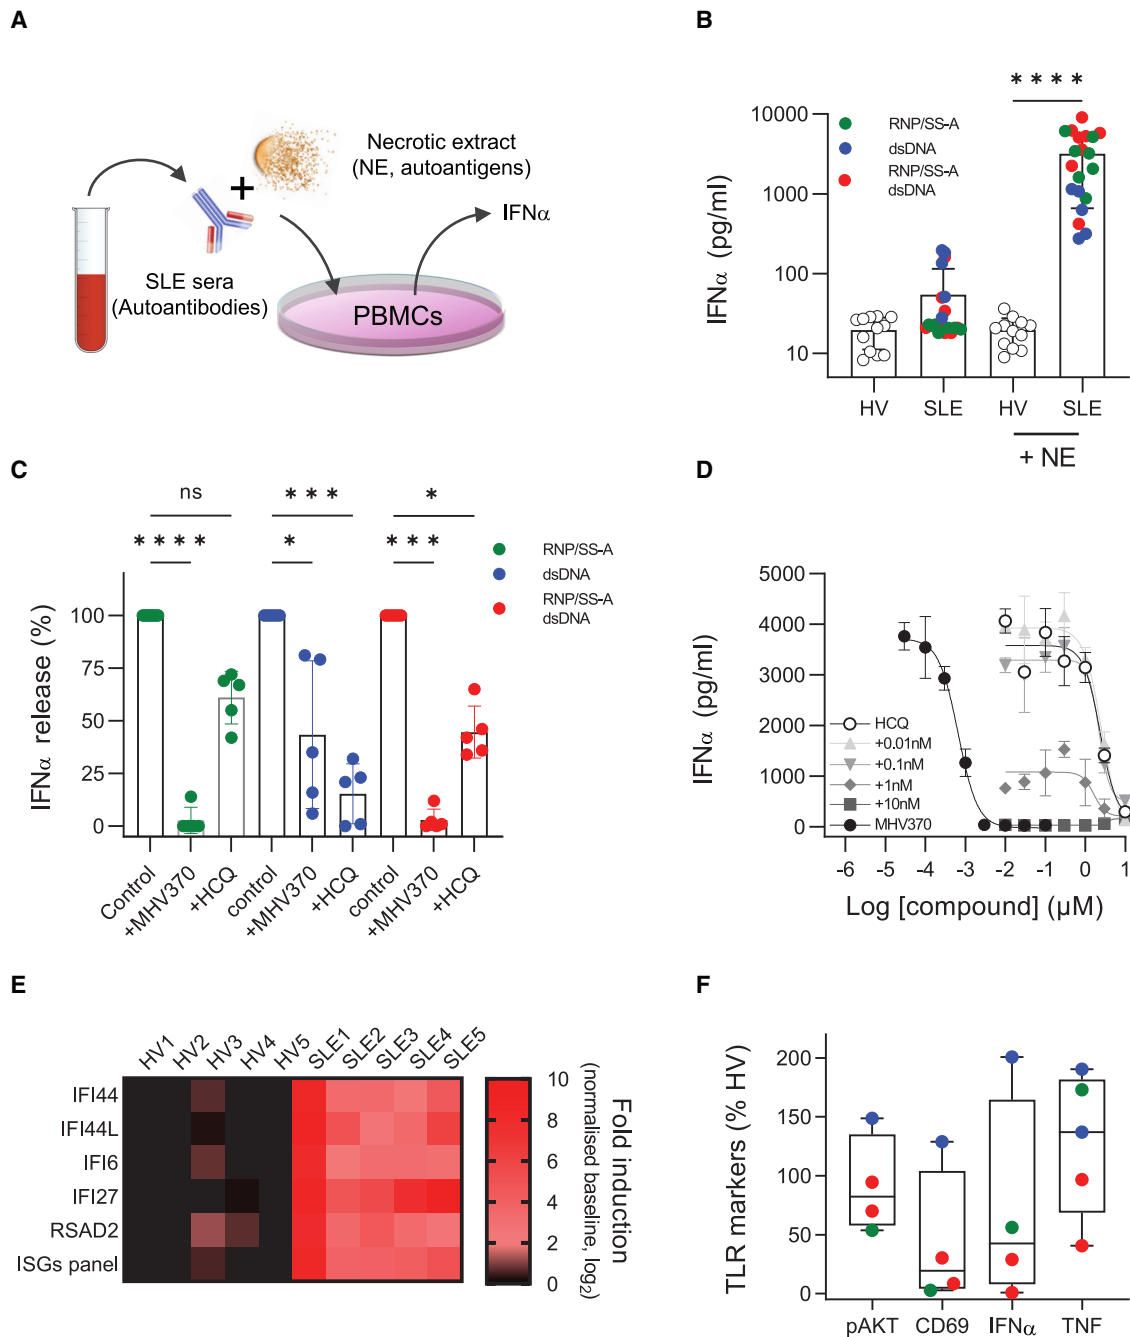 A
Necrotic extract
(NE, autoantigens)
+
IFNα
SLE sera
(Autoantibodies)
PBMCs
B
****
10000
1000
100
10
IFNα (pg/ml)
RNP/SS-A
dsDNA
RNP/SS-A
dsDNA
HV
SLE
HV
SLE
+ NE
C
ns
***
*
****
*
***
RNP/SS-A
dsDNA
RNP/SS-A
dsDNA
IFNα release (%)
100
75
50
25
0
Control
+MHV370
+HCQ
control
+MHV370
+HCQ
control
+MHV370
+HCQ
D
5000
4000
3000
2000
1000
0
IFNα (pg/ml)
HCQ
+0.01nM
+0.1nM
+1nM
+10nM
MHV370
-6 -5 -4 -3 -2 -1 0 1
Log [compound] (µM)
E
HV1
HV2
HV3
HV4
HV5
SLE1
SLE2
SLE3
SLE4
SLE5
IFI44
IFI44L
IFI6
IFI27
RSAD2
ISGs panel
10
8
6
4
2
0
Fold induction
(normalised baseline, log2)
F
TLR markers (% HV)
200
150
100
50
0
pAKT
CD69
IFNα
TNF